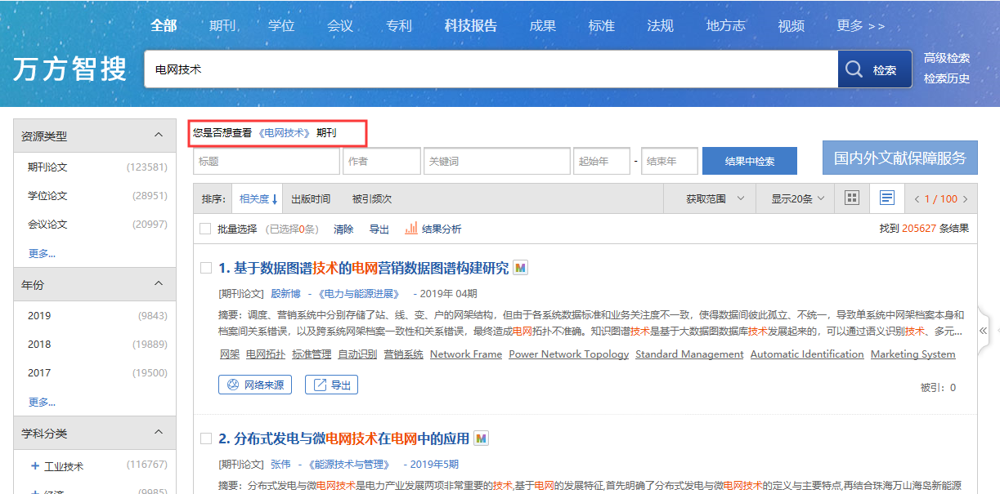 全部 期刊 学位 会议 专利 科技报告 成果 标准 法规 地方志 视频 更多 >>
万方智搜
电网技术
检索
高级检索
检索历史
资源类型
期刊论文 (123581)
学位论文 (28951)
会议论文 (20997)
更多...
年份
2019 (9843)
2018 (19889)
2017 (19500)
更多...
学科分类
+ 工业技术 (116767)
+ 经济 (9985)
您是否想查看《电网技术》 期刊
标题 作者 关键词 起始年 - 结束年 结果中检索 国内外文献保障服务
排序: 相关度↓ 出版时间 被引频次 获取范围 显示20条 < 1 / 100 >
批量选择 (已选择0条) 清除 导出 结果分析 找到 205627 条结果
1. 基于数据图谱技术的电网营销数据图谱构建研究 M
[期刊论文] 殷新博 - 《电力与能源进展》 - 2019年 04期
摘要：调度、营销系统中分别存储了站、线、变、户的网架结构，但由于各系统数据标准和业务关注度不一致，使得数据间彼此孤立、不统一，导致单系统中网架档案本身和
档案间关系错误，以及跨系统网架档案一致性和关系错误，最终造成电网拓扑不准确。知识图谱技术是基于大数据图数据库技术发展起来的，可以通过语义识别技术、多元...
网架 电网拓扑 标准管理 自动识别 营销系统 Network Frame Power Network Topology Standard Management Automatic Identification Marketing System
网络来源 导出 被引：0
2. 分布式发电与微电网技术在电网中的应用 M
[期刊论文] 张伟 - 《能源技术与管理》 - 2019年5期
摘要：分布式发电与微电网技术是电力产业发展两项非常重要的技术,基于电网的发展特征,首先明确了分布式发电与微电网技术的定义与主要特点,再结合珠海万山海岛新能源